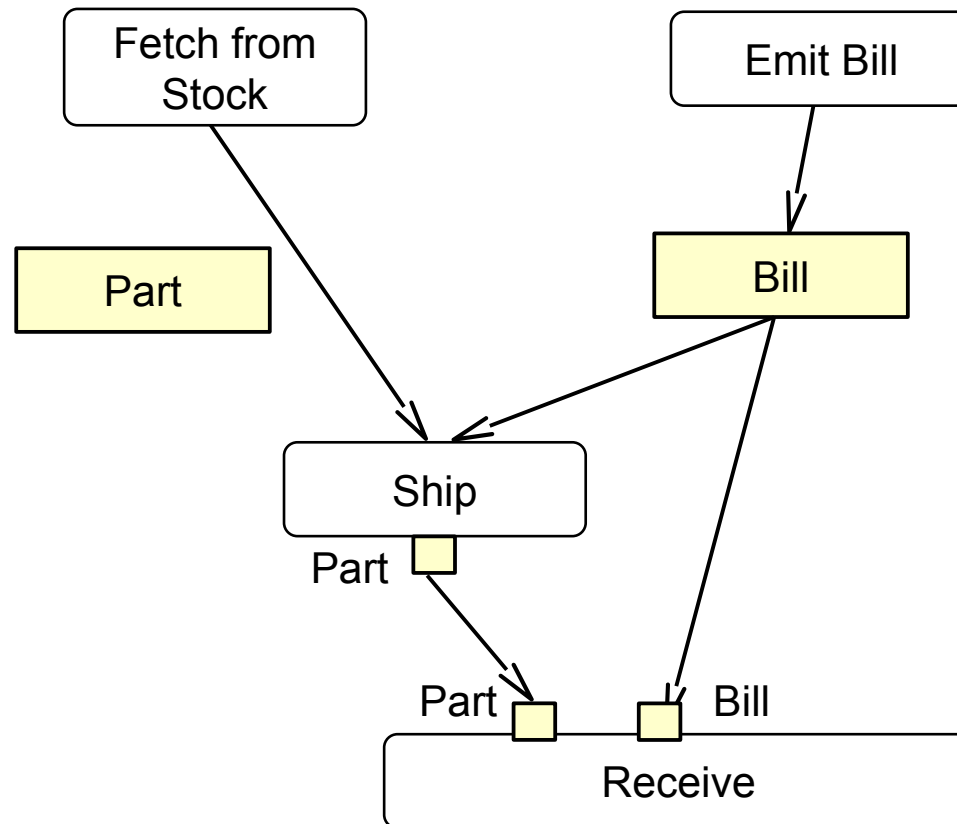 Fetch from
Stock
Emit Bill
Part
Bill
Ship
Part
Part
Bill
Receive